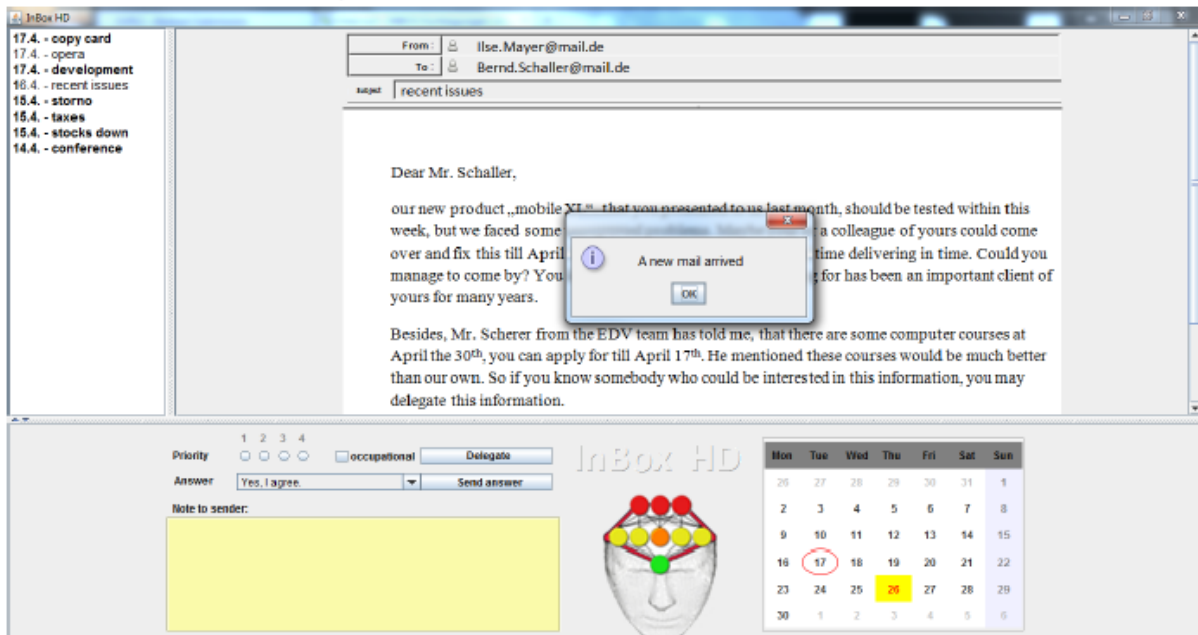 InBox HD
17.4. - copy card
17.4. - opera
17.4. - development
16.4. - recent issues
15.4. - storno
15.4. - taxes
15.4. - stocks down
14.4. - conference
From : Ilse.Mayer@mail.de
To : Bernd.Schaller@mail.de
Subject recent issues
Dear Mr. Schaller,
our new product „mobile XL“, that you presented to us last month, should be tested within this
week, but we faced some a colleague of yours could come
over and fix this till April time delivering in time. Could you
manage to come by? You for has been an important client of
yours for many years.
A new mail arrived
OK
Besides, Mr. Scherer from the EDV team has told me, that there are some computer courses at
April the 30th, you can apply for till April 17th. He mentioned these courses would be much better
than our own. So if you know somebody who could be interested in this information, you may
delegate this information.
1 2 3 4
Priority occupational Delegate
Answer Yes, I agree. Send answer
Note to sender:
InBox HD
Mon Tue Wed Thu Fri Sat Sun
26 27 28 29 30 31 1
2 3 4 5 6 7 8
9 10 11 12 13 14 15
16 17 18 19 20 21 22
23 24 25 26 27 28 29
30 1 2 3 4 5 6